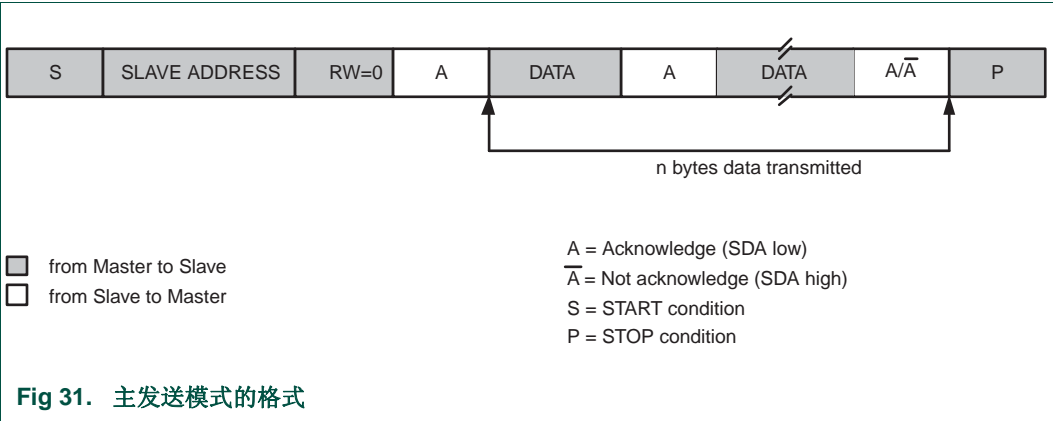 S SLAVE ADDRESS RW=0 A DATA A DATA A/A̅ P
n bytes data transmitted
from Master to Slave
from Slave to Master
A = Acknowledge (SDA low)
A̅ = Not acknowledge (SDA high)
S = START condition
P = STOP condition
Fig 31. 主发送模式的格式